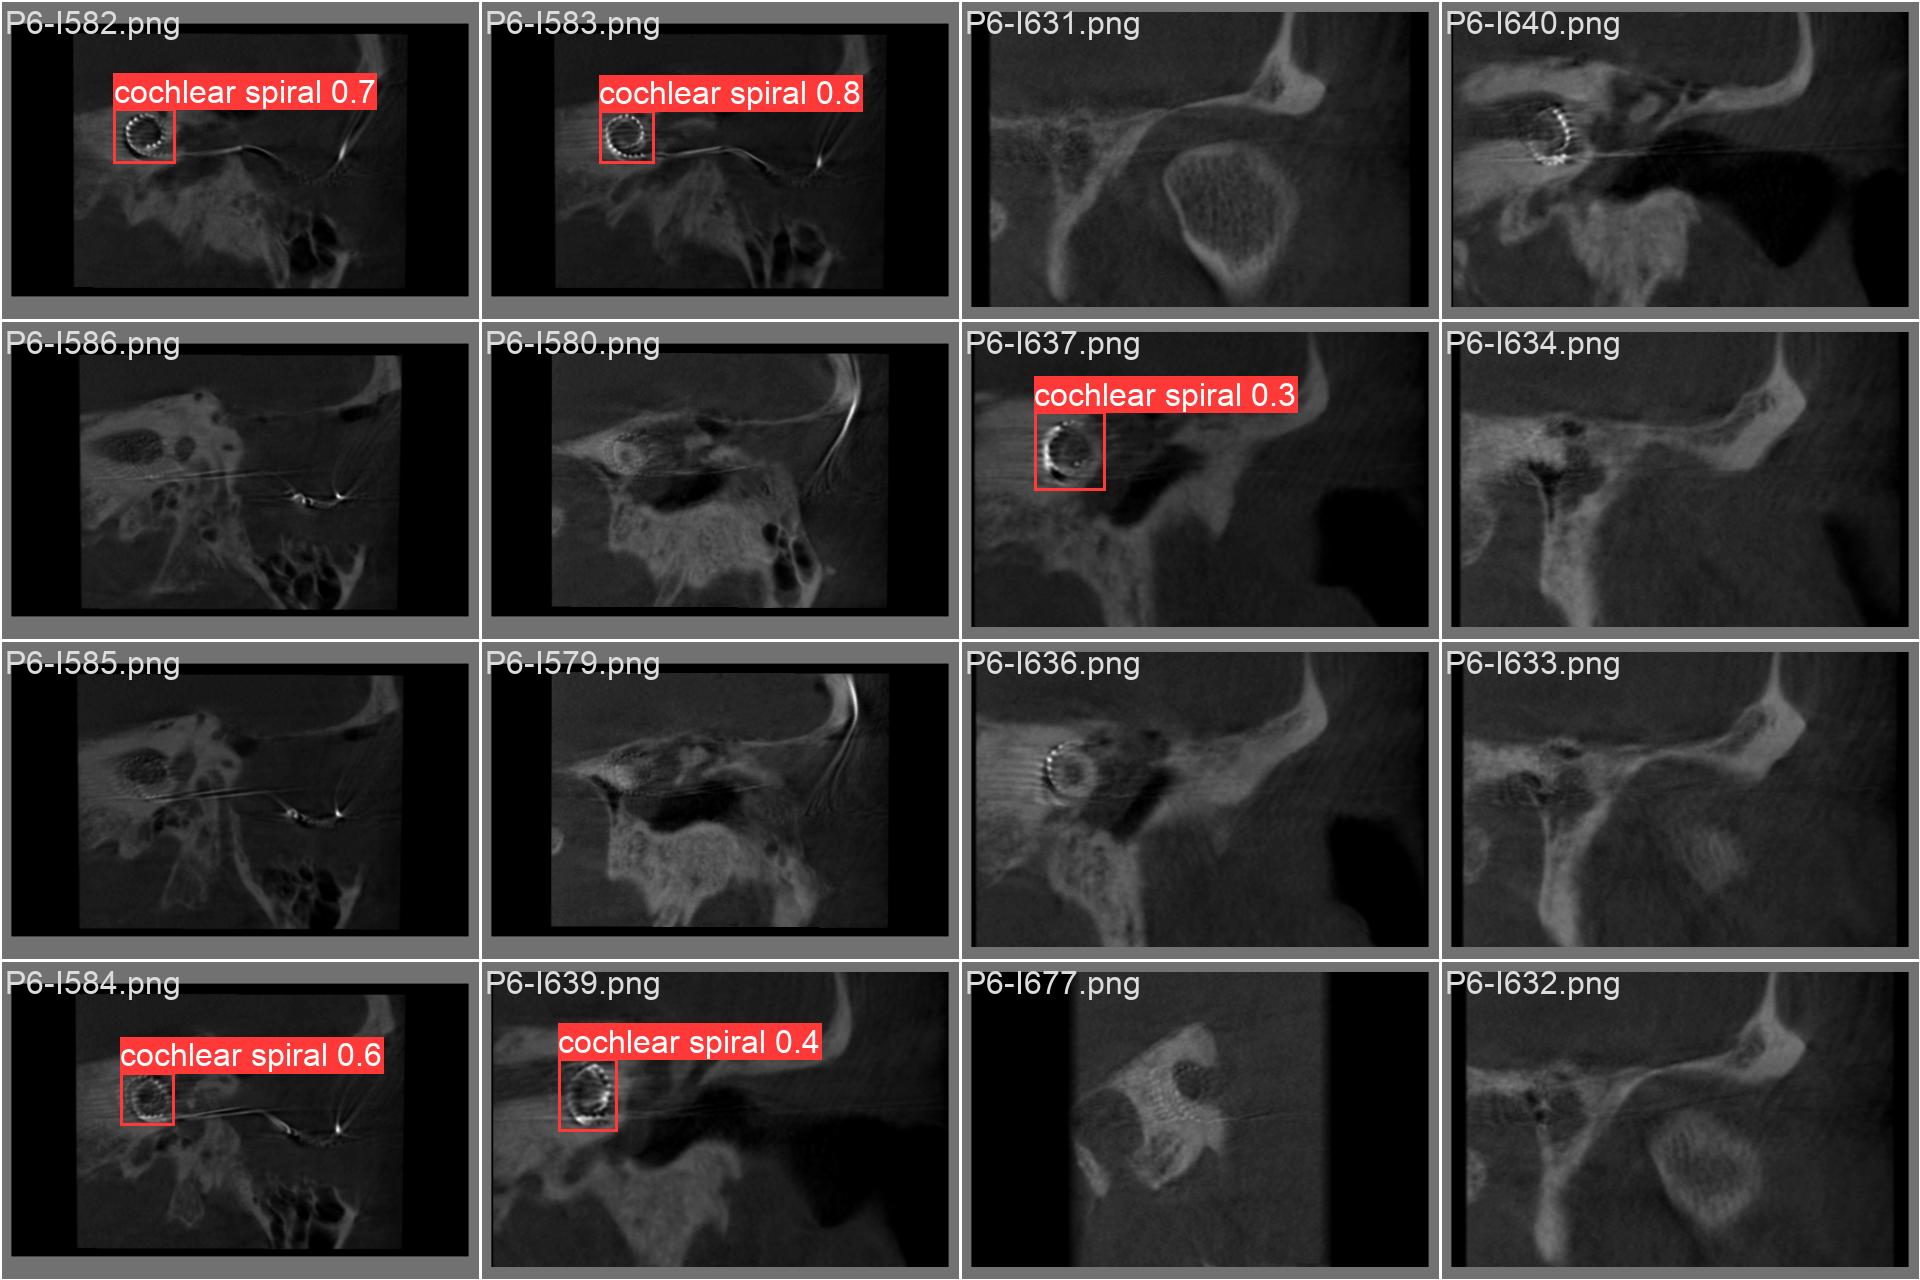 P6-I582.png
cochlear spiral 0.7
P6-I583.png
cochlear spiral 0.8
P6-I631.png
P6-I640.png
P6-I586.png
P6-I580.png
P6-I637.png
cochlear spiral 0.3
P6-I634.png
P6-I585.png
P6-I579.png
P6-I636.png
P6-I633.png
P6-I584.png
cochlear spiral 0.6
P6-I639.png
cochlear spiral 0.4
P6-I677.png
P6-I632.png